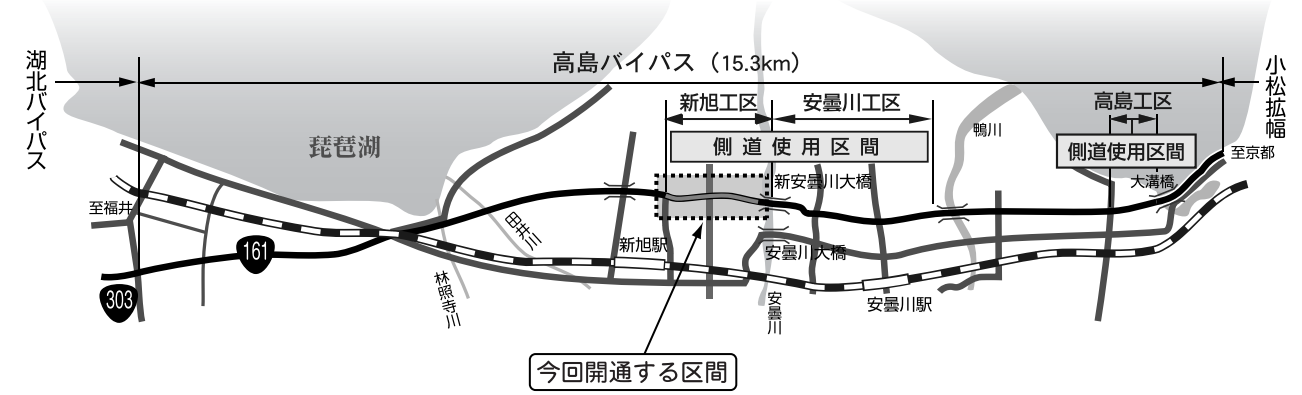 高島バイパス（15.3km）
湖北バイパス
小松拡幅
新旭工区
安曇川工区
高島工区
鴨川
側道使用区間
側道使用区間
琵琶湖
至京都
新安曇川大橋
大溝橋
至福井
田井川
新旭駅
161
安曇川大橋
303
林照寺川
安曇川
安曇川駅
今回開通する区間